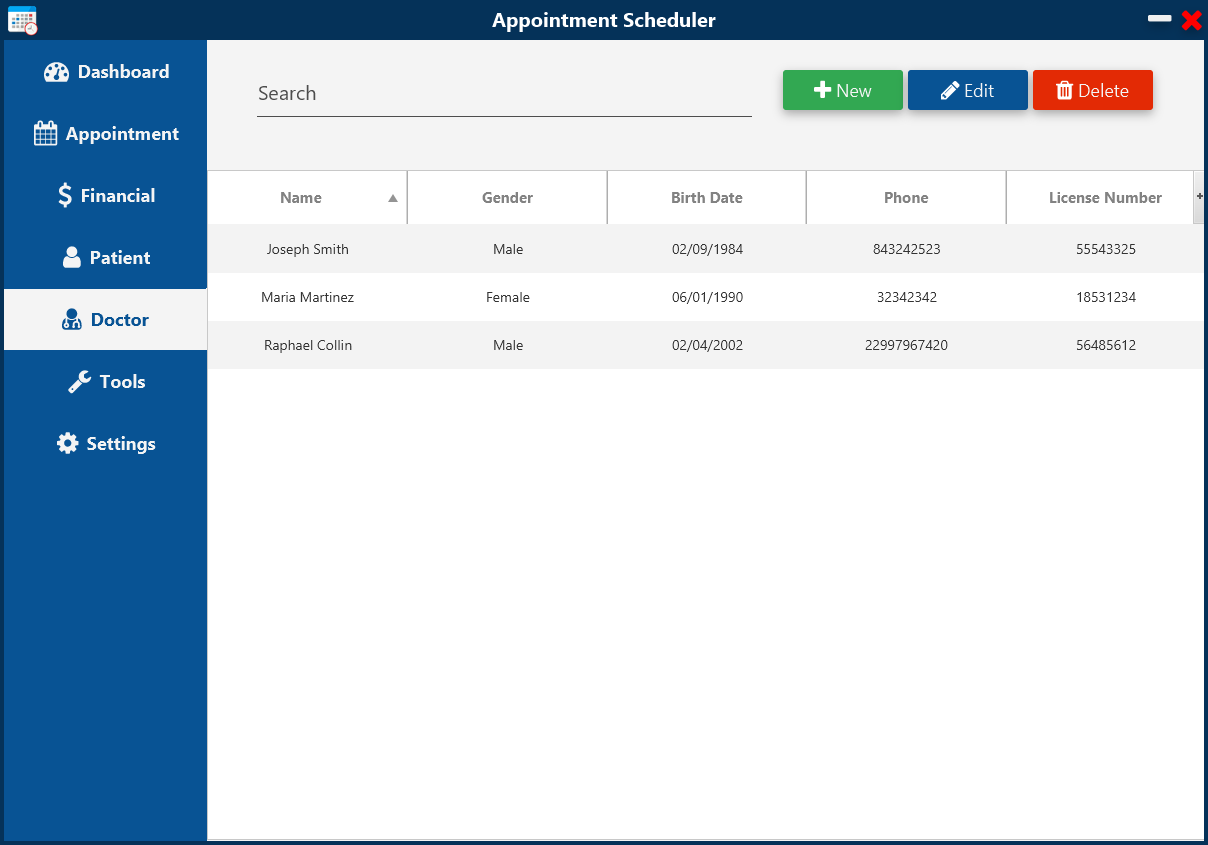 Appointment Scheduler
Dashboard
Appointment
Financial
Patient
Doctor
Tools
Settings
Search
New Edit Delete
Name Gender Birth Date Phone License Number +
Joseph Smith Male 02/09/1984 843242523 55543325
Maria Martinez Female 06/01/1990 32342342 18531234
Raphael Collin Male 02/04/2002 22997967420 56485612